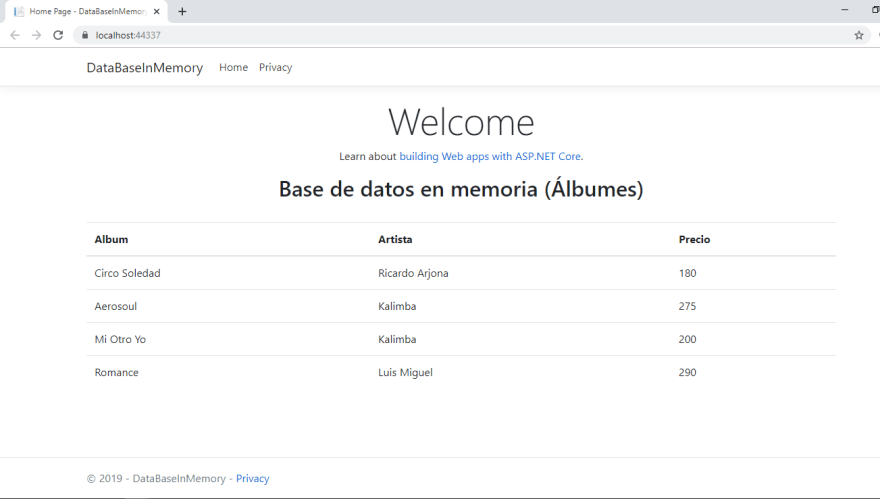 Home Page - DataBaseInMemory
localhost:44337
DataBaseInMemory Home Privacy
Welcome
Learn about building Web apps with ASP.NET Core.
Base de datos en memoria (Álbumes)
Album Artista Precio
Circo Soledad Ricardo Arjona 180
Aerosoul Kalimba 275
Mi Otro Yo Kalimba 200
Romance Luis Miguel 290
© 2019 - DataBaseInMemory - Privacy